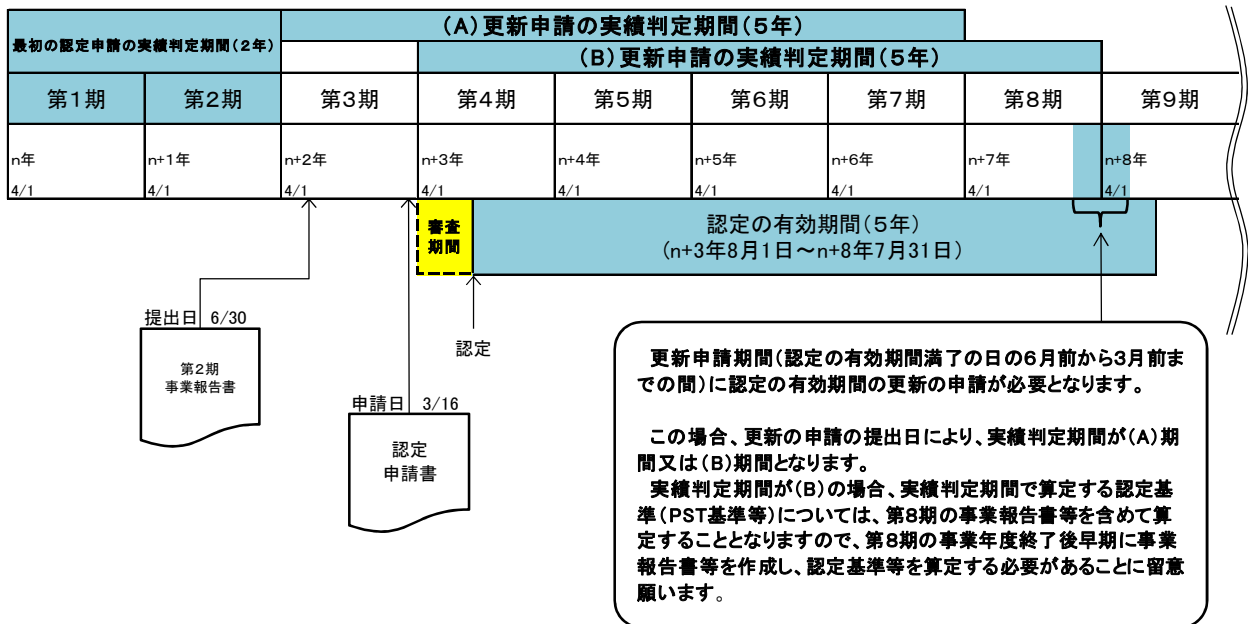 最初の認定申請の実績判定期間(2年)
(A)更新申請の実績判定期間(5年)
(B)更新申請の実績判定期間(5年)
第1期 第2期 第3期 第4期 第5期 第6期 第7期 第8期 第9期
n年 n+1年 n+2年 n+3年 n+4年 n+5年 n+6年 n+7年 n+8年
4/1 4/1 4/1 4/1 4/1 4/1 4/1 4/1 4/1
審査
期間
認定の有効期間(5年)
(n+3年8月1日~n+8年7月31日)
提出日 6/30
第2期
事業報告書
認定
申請日 3/16
認定
申請書
更新申請期間(認定の有効期間満了の日の6月前から3月前ま
での間)に認定の有効期間の更新の申請が必要となります。
この場合、更新の申請の提出日により、実績判定期間が(A)期
間又は(B)期間となります。
実績判定期間が(B)の場合、実績判定期間で算定する認定基
準(PST基準等)については、第8期の事業報告書等を含めて算
定することとなりますので、第8期の事業年度終了後早期に事業
報告書等を作成し、認定基準等を算定する必要があることに留意
願います。